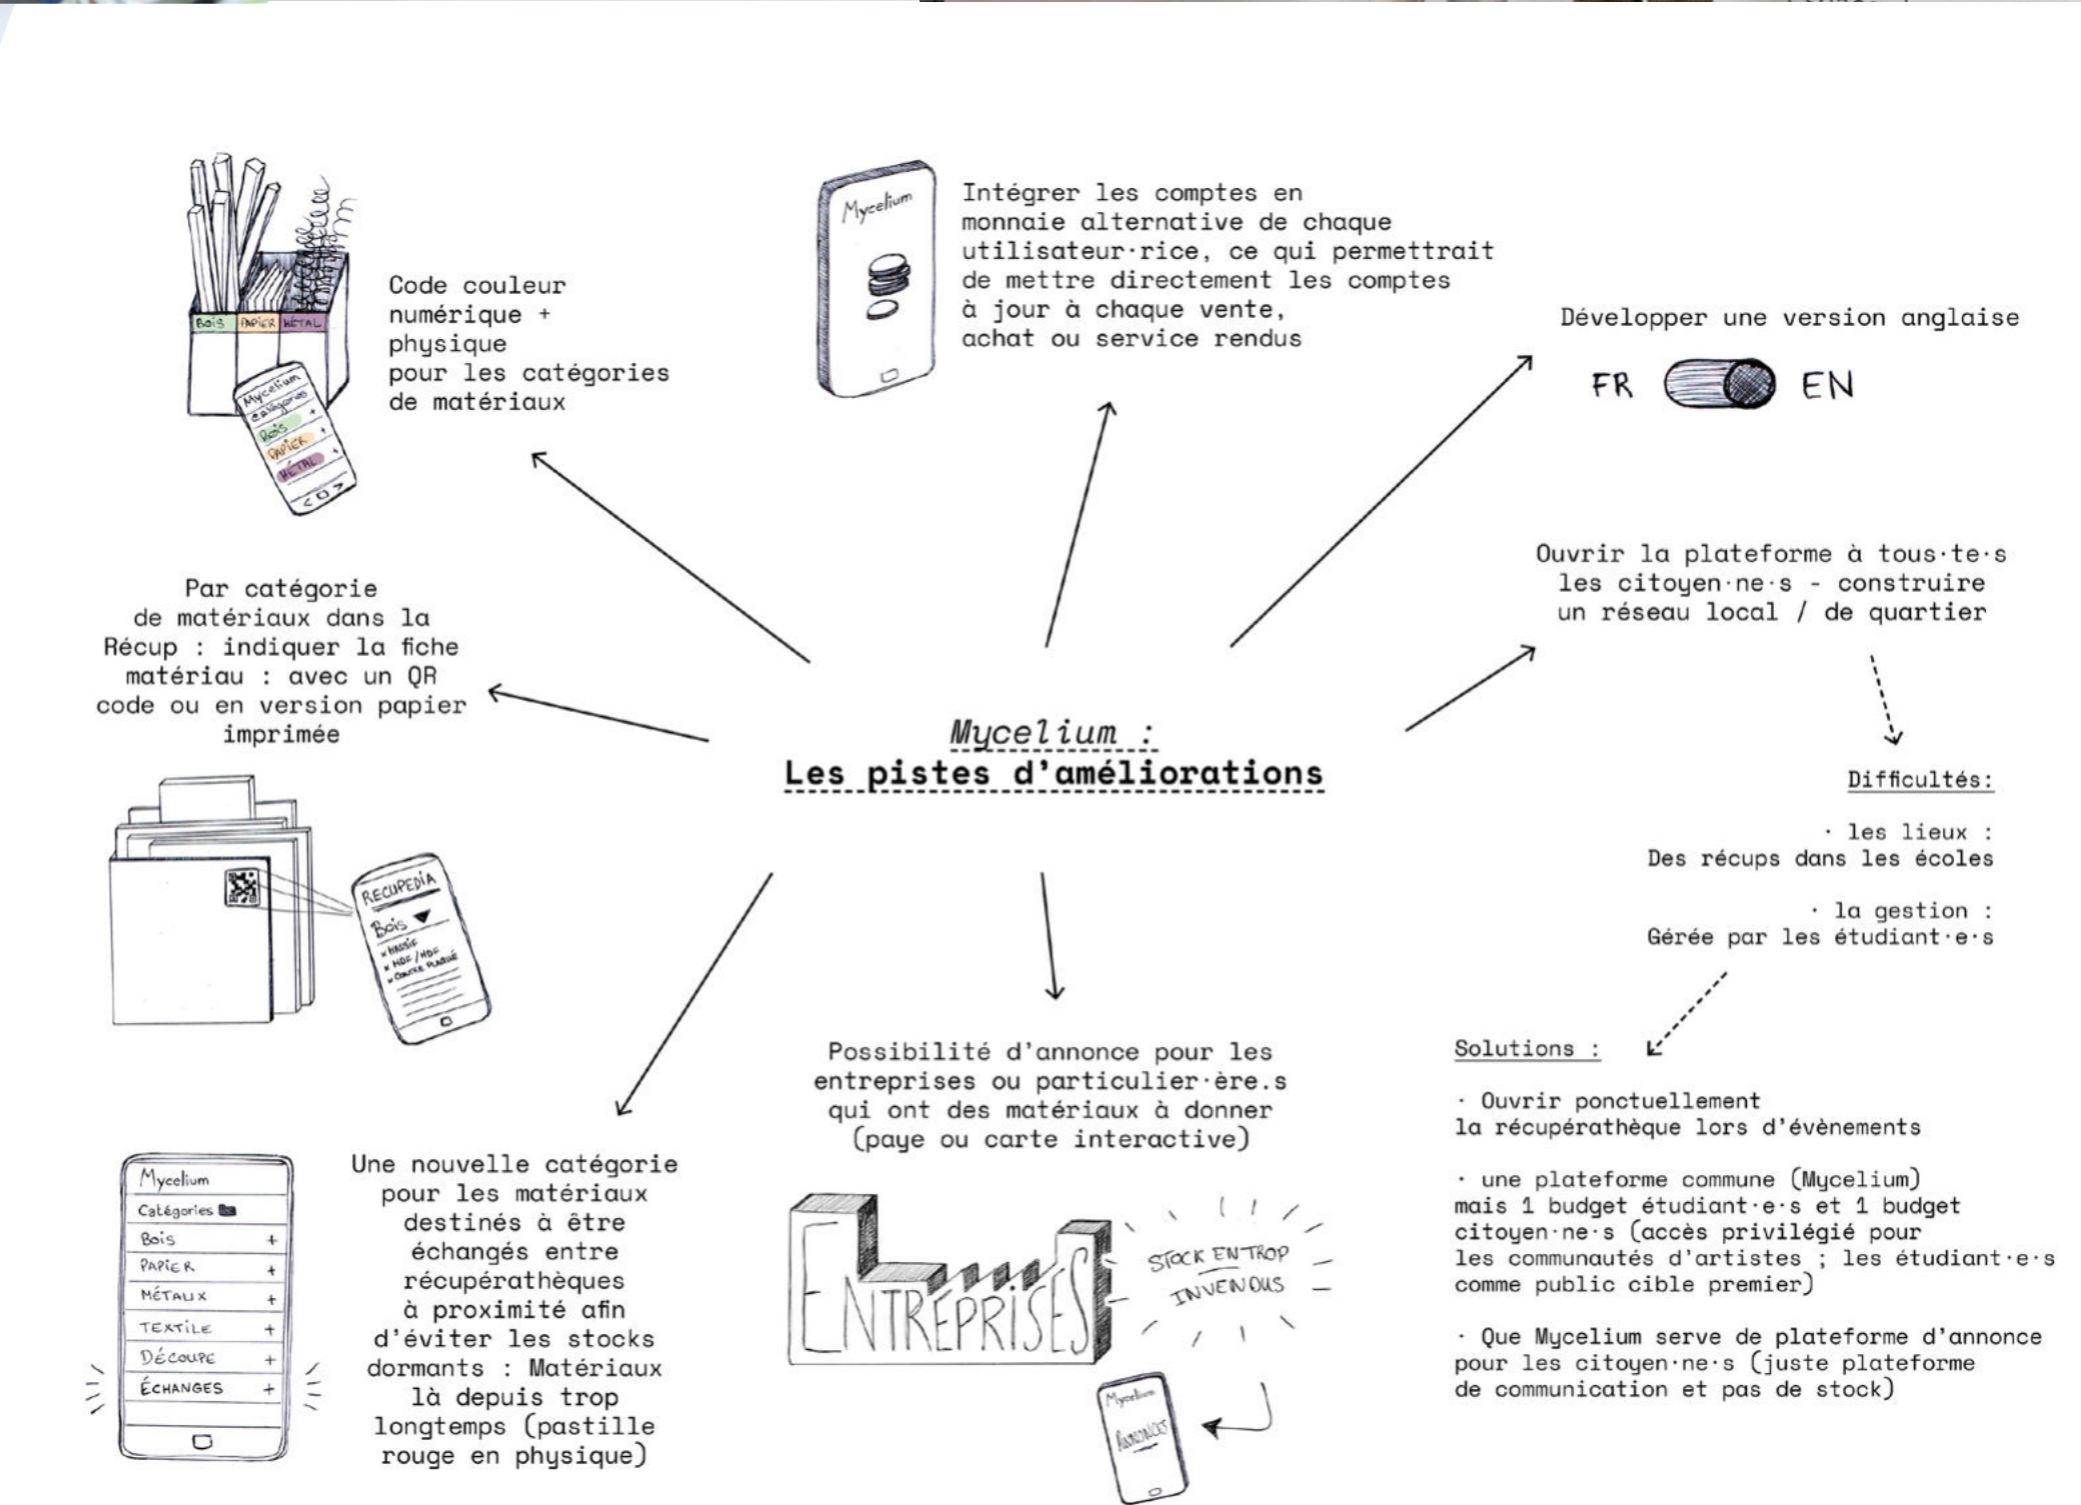 Mycelium :
Les pistes d'améliorations
Code couleur
numérique +
physique
pour les catégories
de matériaux
BOIS
PAPIER
MÉTAL
Mycelium
catégories
BOIS +
PAPIER +
MÉTAL +
Intégrer les comptes en
monnaie alternative de chaque
utilisateur·rice, ce qui permettrait
de mettre directement les comptes
à jour à chaque vente,
achat ou service rendus
Mycelium
Développer une version anglaise
FR EN
Ouvrir la plateforme à tous·te·s
les citoyen·ne·s - construire
un réseau local / de quartier
Difficultés:
· les lieux :
Des récups dans les écoles
· la gestion :
Gérée par les étudiant·e·s
Solutions :
· Ouvrir ponctuellement
la récupérathèque lors d'évènements
· une plateforme commune (Mycelium)
mais 1 budget étudiant·e·s et 1 budget
citoyen·ne·s (accès privilégié pour
les communautés d'artistes ; les étudiant·e·s
comme public cible premier)
· Que Mycelium serve de plateforme d'annonce
pour les citoyen·ne·s (juste plateforme
de communication et pas de stock)
Par catégorie
de matériaux dans la
Récup : indiquer la fiche
matériau : avec un QR
code ou en version papier
imprimée
RECUPEDIA
Bois
× MASSIF
× MDF / HDF
× CONTRE PLAQUÉ
Une nouvelle catégorie
pour les matériaux
destinés à être
échangés entre
récupérathèques
à proximité afin
d'éviter les stocks
dormants : Matériaux
là depuis trop
longtemps (pastille
rouge en physique)
Mycelium
Catégories
Bois +
PAPIER +
MÉTAUX +
TEXTILE +
DÉCOUPE +
ÉCHANGES +
Possibilité d'annonce pour les
entreprises ou particulier·ère.s
qui ont des matériaux à donner
(paye ou carte interactive)
ENTREPRISES
STOCK EN TROP
INVENDUS
Mycelium
ANNONCES